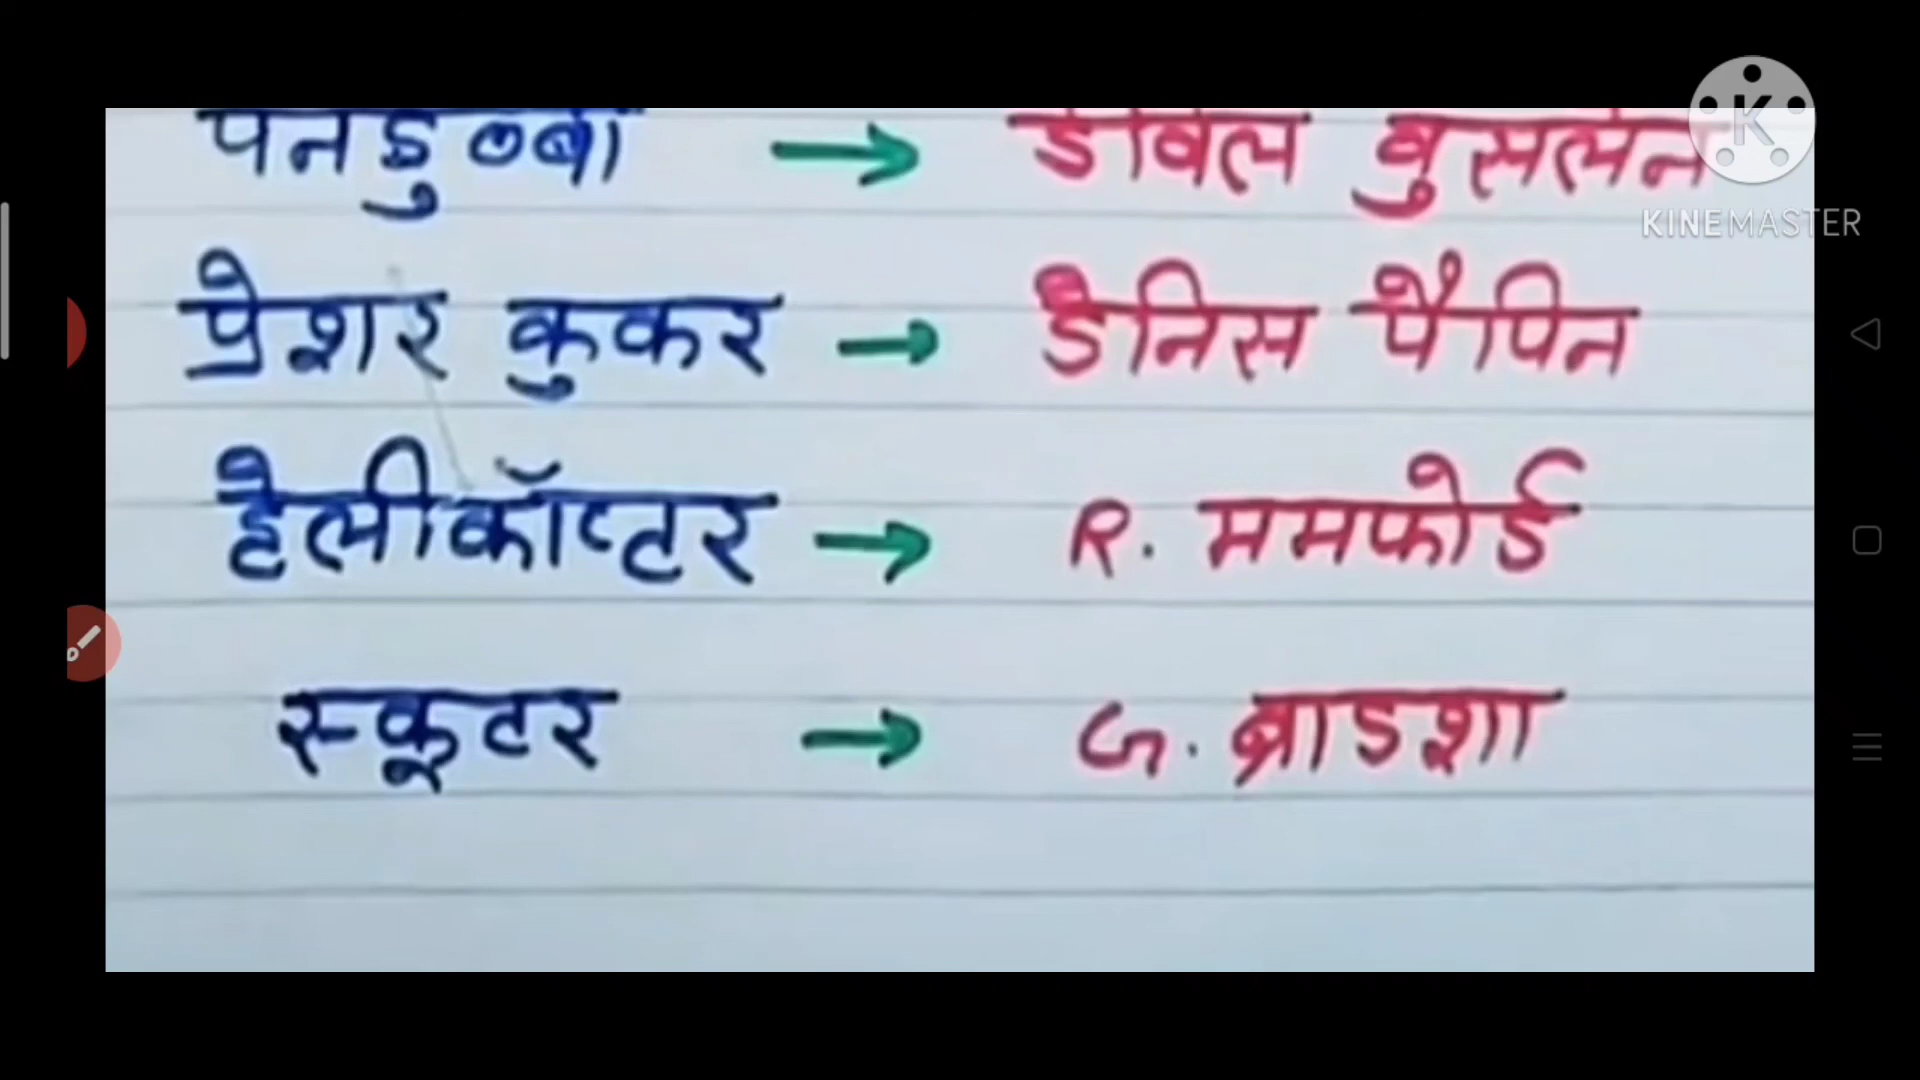 पनडुब्बी → डेविल बुसलेन
प्रेशर कुकर → डेनिस पैपिन
हैलीकॉप्टर → R. ममफोर्ड
स्कूटर → G. ब्राडशा
K
KINEMASTER